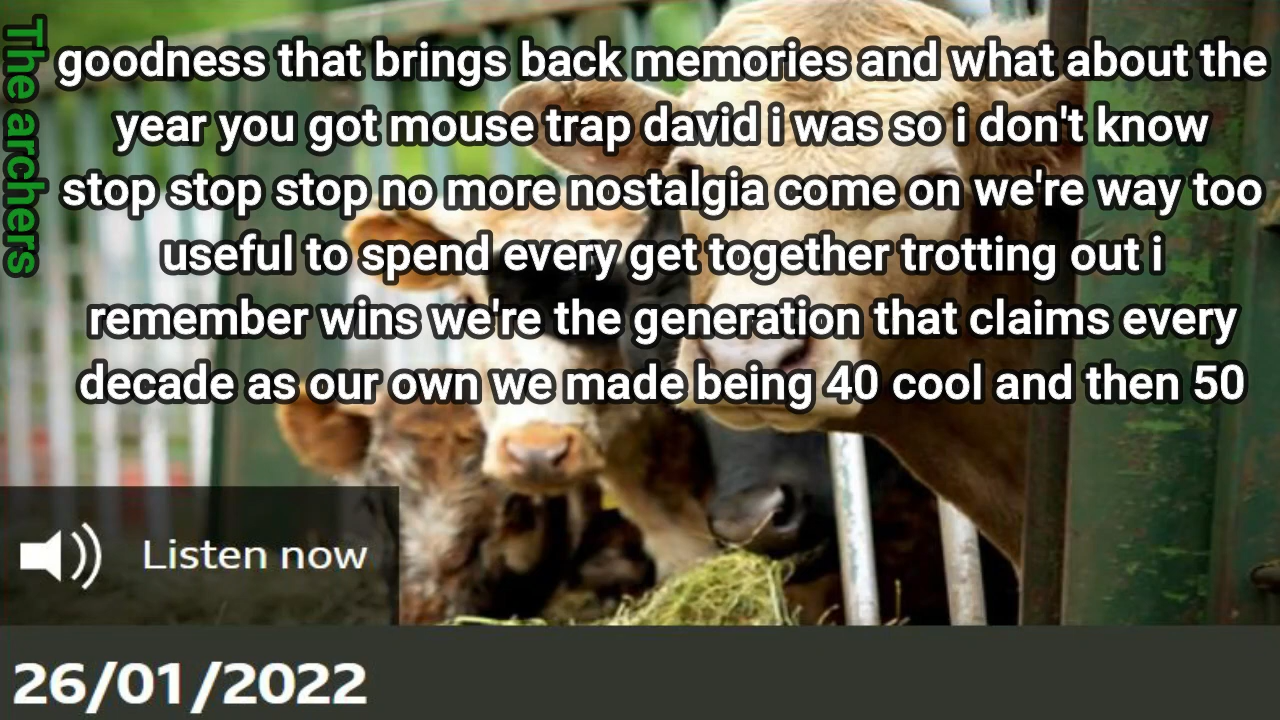 The archers
goodness that brings back memories and what about the
year you got mouse trap david i was so i don't know
stop stop stop no more nostalgia come on we're way too
useful to spend every get together trotting out i
remember wins we're the generation that claims every
decade as our own we made being 40 cool and then 50
Listen now
26/01/2022